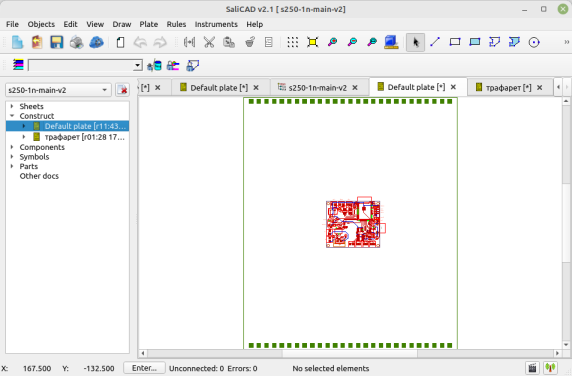 SaliCAD v2.1 [ s250-1n-main-v2]
File Objects Edit View Draw Plate Rules Instruments Help
s250-1n-main-v2
[*] Default plate [*] s250-1n-main-v2 Default plate [*] трафарет [*]
Sheets
Construct
Default plate [r11:43...
трафарет [r01:28 17...
Components
Symbols
Parts
Other docs
X: 167.500 Y: -132.500 Enter... Unconnected: 0 Errors: 0 No selected elements